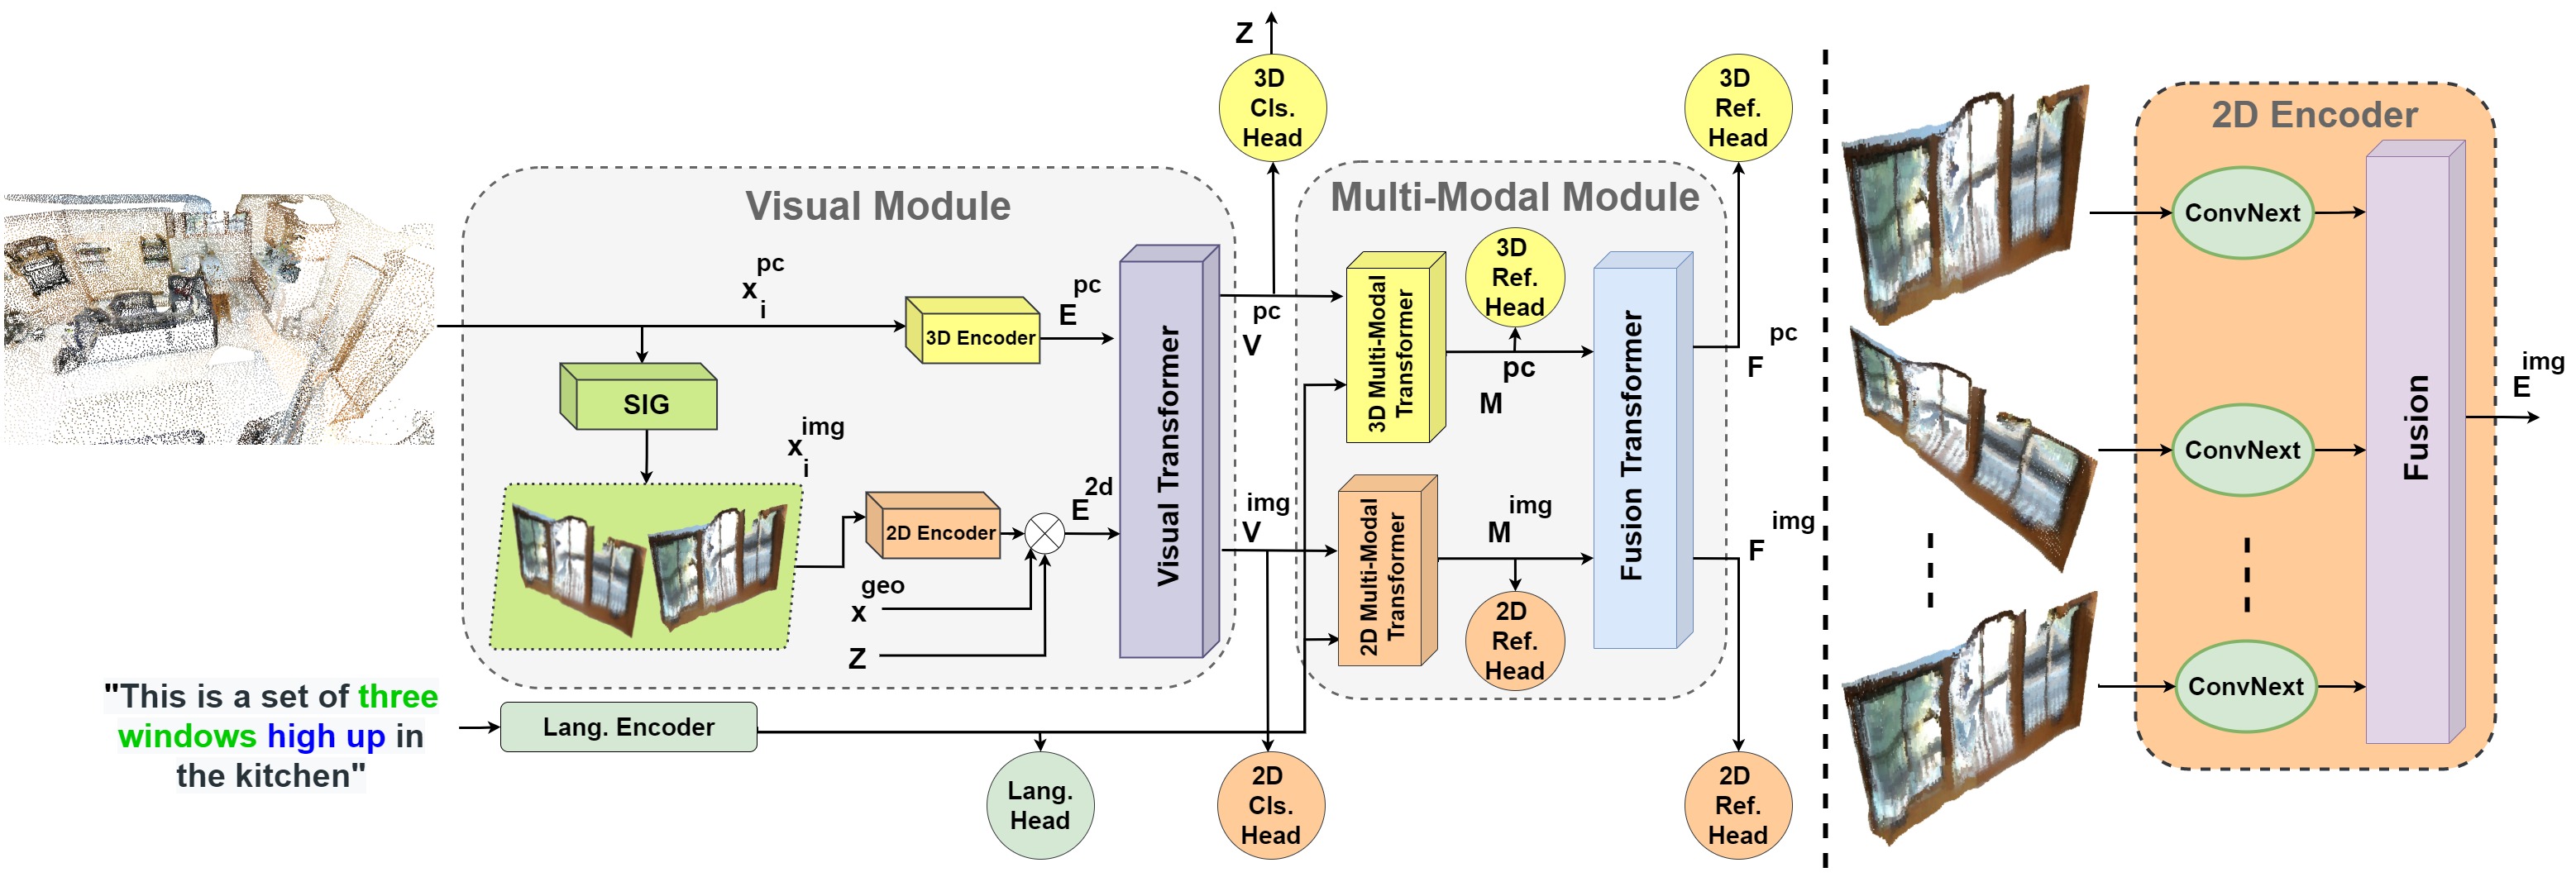 Z
3D
Cls.
Head
3D
Ref.
Head
Visual Module
Multi-Modal Module
x i pc
3D Encoder
E pc
SIG
x i img
2D Encoder
E 2d
x geo
Z
Visual Transformer
V pc
V img
3D Multi-Modal
Transformer
3D
Ref.
Head
M pc
2D Multi-Modal
Transformer
M img
2D
Ref.
Head
Fusion Transformer
F pc
F img
"This is a set of three
windows high up in
the kitchen"
Lang. Encoder
Lang.
Head
2D
Cls.
Head
2D
Ref.
Head
2D Encoder
ConvNext
ConvNext
ConvNext
Fusion
E img